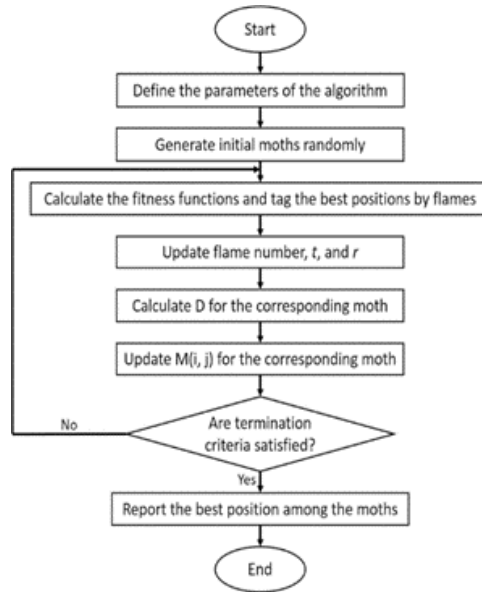 Start
Define the parameters of the algorithm
Generate initial moths randomly
Calculate the fitness functions and tag the best positions by flames
Update flame number, t, and r
Calculate D for the corresponding moth
Update M(i, j) for the corresponding moth
Are termination
criteria satisfied?
No
Yes
Report the best position among the moths
End